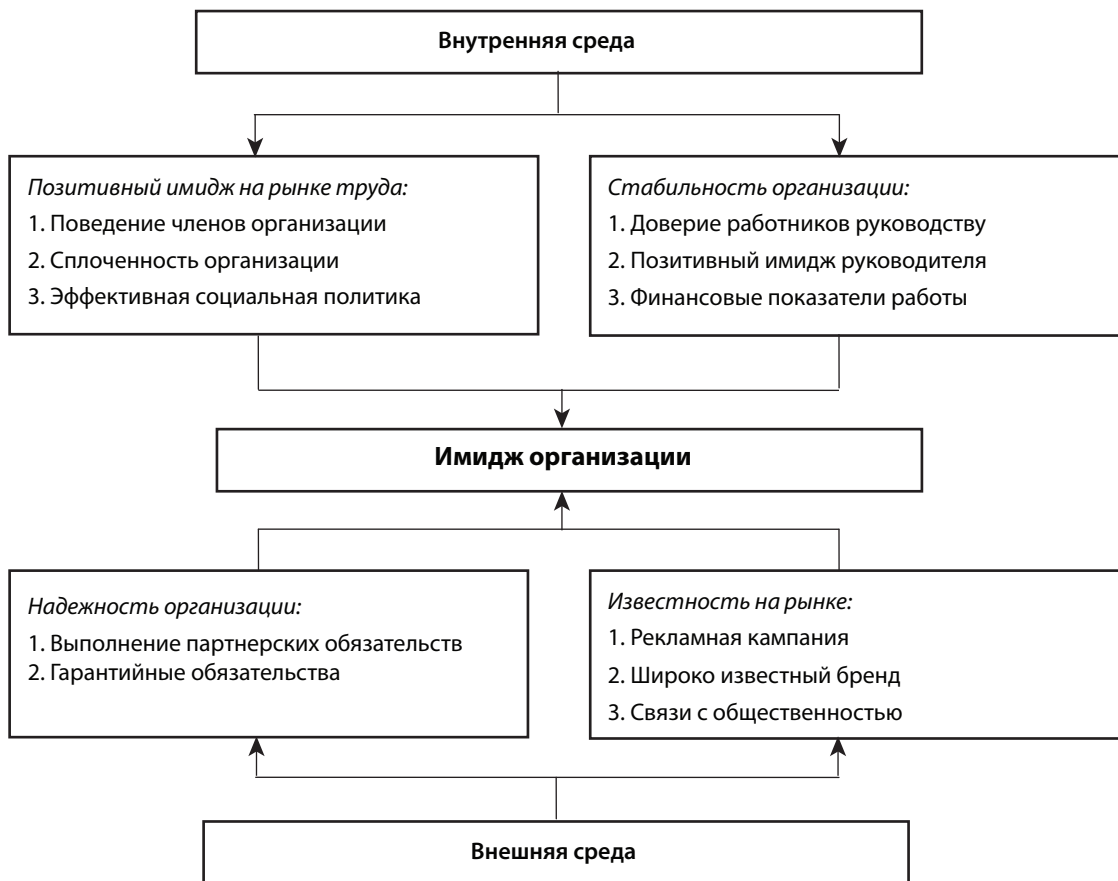 Внутренняя среда
Позитивный имидж на рынке труда:
1. Поведение членов организации
2. Сплоченность организации
3. Эффективная социальная политика
Стабильность организации:
1. Доверие работников руководству
2. Позитивный имидж руководителя
3. Финансовые показатели работы
Имидж организации
Надежность организации:
1. Выполнение партнерских обязательств
2. Гарантийные обязательства
Известность на рынке:
1. Рекламная кампания
2. Широко известный бренд
3. Связи с общественностью
Внешняя среда